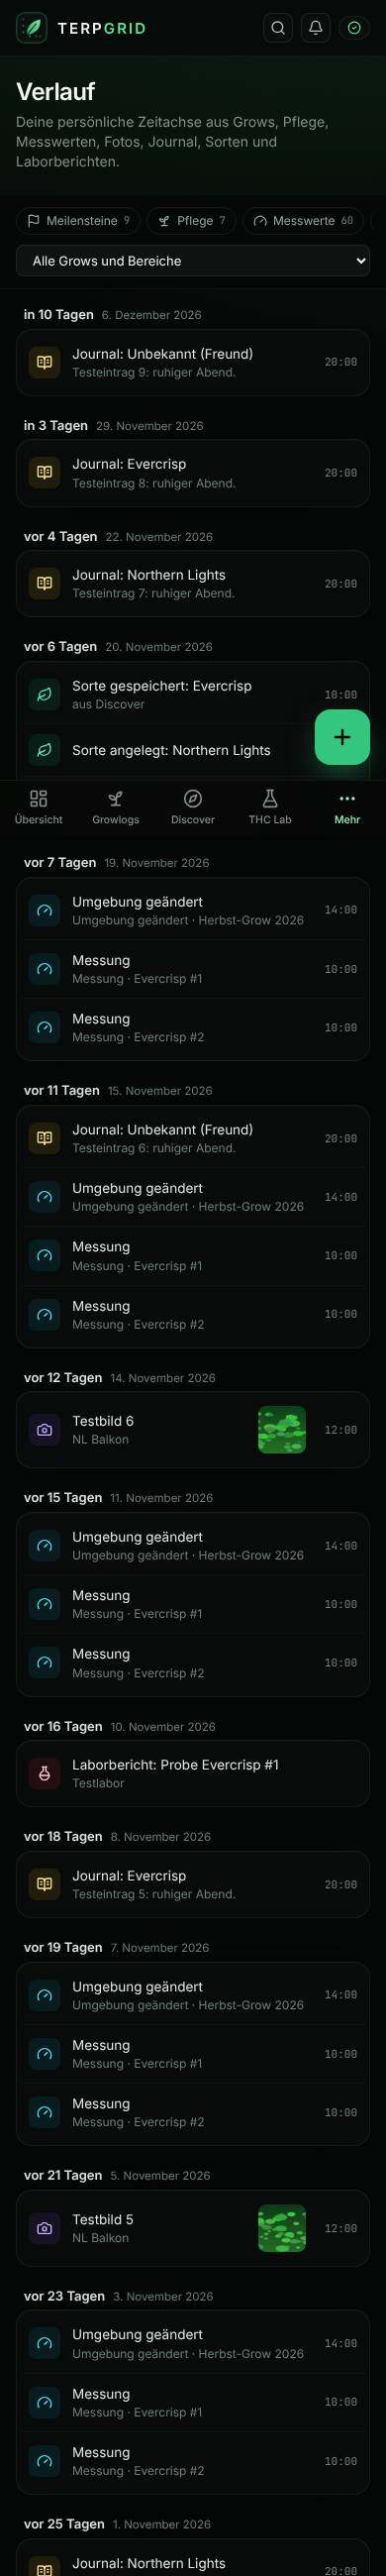 TERPGRID
Verlauf
Deine persönliche Zeitachse aus Grows, Pflege,
Messwerten, Fotos, Journal, Sorten und
Laborberichten.
Meilensteine 9 Pflege 7 Messwerte 60
Alle Grows und Bereiche
in 10 Tagen 6. Dezember 2026
Journal: Unbekannt (Freund)
Testeintrag 9: ruhiger Abend.
20:00
in 3 Tagen 29. November 2026
Journal: Evercrisp
Testeintrag 8: ruhiger Abend.
20:00
vor 4 Tagen 22. November 2026
Journal: Northern Lights
Testeintrag 7: ruhiger Abend.
20:00
vor 6 Tagen 20. November 2026
Sorte gespeichert: Evercrisp
aus Discover
10:00
Sorte angelegt: Northern Lights
Übersicht Growlogs Discover THC Lab Mehr
vor 7 Tagen 19. November 2026
Umgebung geändert
Umgebung geändert · Herbst-Grow 2026
14:00
Messung
Messung · Evercrisp #1
10:00
Messung
Messung · Evercrisp #2
10:00
vor 11 Tagen 15. November 2026
Journal: Unbekannt (Freund)
Testeintrag 6: ruhiger Abend.
20:00
Umgebung geändert
Umgebung geändert · Herbst-Grow 2026
14:00
Messung
Messung · Evercrisp #1
10:00
Messung
Messung · Evercrisp #2
10:00
vor 12 Tagen 14. November 2026
Testbild 6
NL Balkon
12:00
vor 15 Tagen 11. November 2026
Umgebung geändert
Umgebung geändert · Herbst-Grow 2026
14:00
Messung
Messung · Evercrisp #1
10:00
Messung
Messung · Evercrisp #2
10:00
vor 16 Tagen 10. November 2026
Laborbericht: Probe Evercrisp #1
Testlabor
vor 18 Tagen 8. November 2026
Journal: Evercrisp
Testeintrag 5: ruhiger Abend.
20:00
vor 19 Tagen 7. November 2026
Umgebung geändert
Umgebung geändert · Herbst-Grow 2026
14:00
Messung
Messung · Evercrisp #1
10:00
Messung
Messung · Evercrisp #2
10:00
vor 21 Tagen 5. November 2026
Testbild 5
NL Balkon
12:00
vor 23 Tagen 3. November 2026
Umgebung geändert
Umgebung geändert · Herbst-Grow 2026
14:00
Messung
Messung · Evercrisp #1
10:00
Messung
Messung · Evercrisp #2
10:00
vor 25 Tagen 1. November 2026
Journal: Northern Lights
20:00